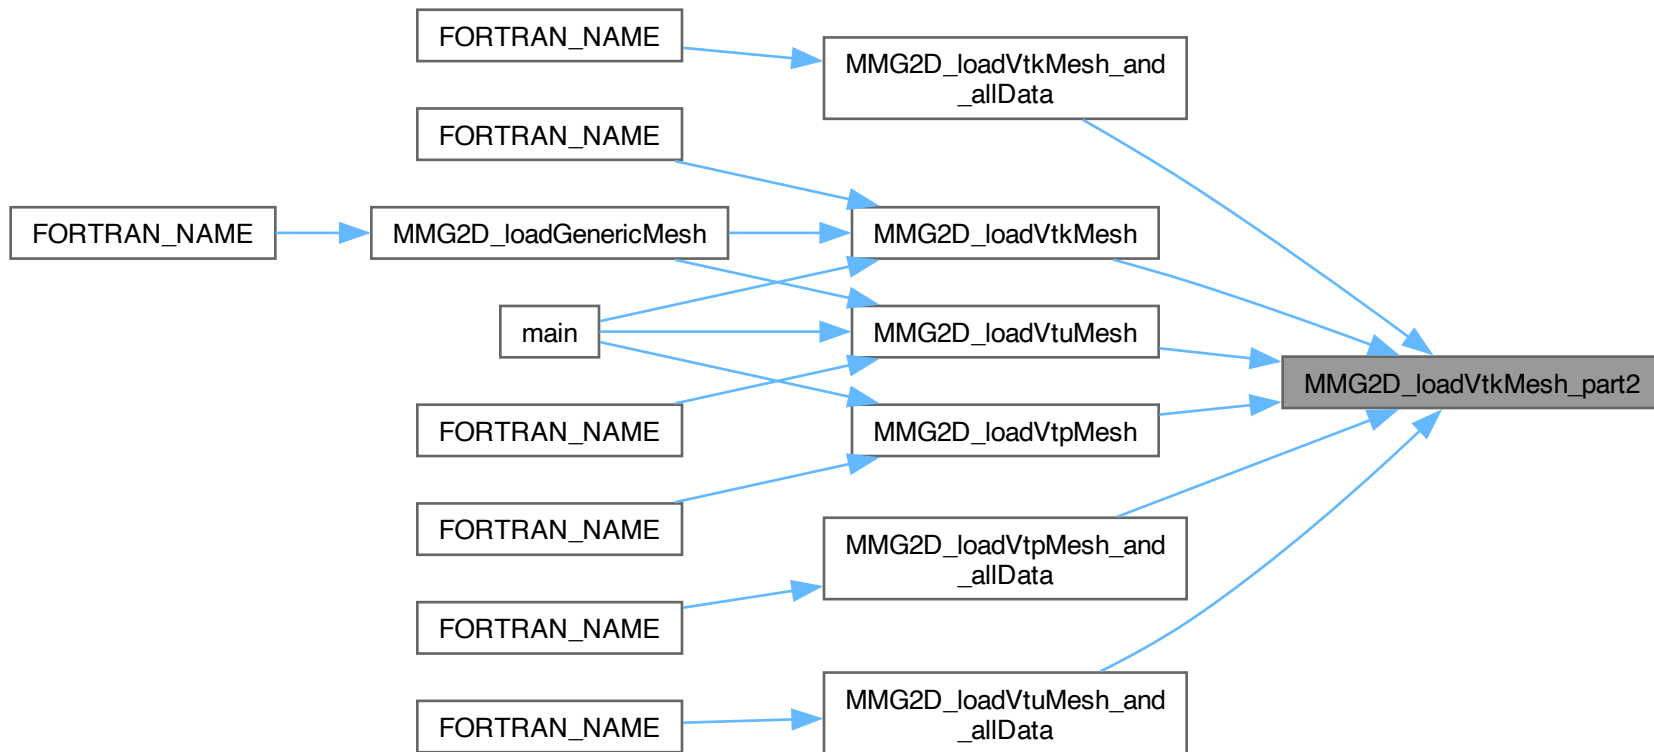 FORTRAN_NAME
MMG2D_loadVtkMesh_and
_allData
FORTRAN_NAME
FORTRAN_NAME
MMG2D_loadGenericMesh
MMG2D_loadVtkMesh
main
MMG2D_loadVtuMesh
MMG2D_loadVtkMesh_part2
FORTRAN_NAME
MMG2D_loadVtpMesh
FORTRAN_NAME
MMG2D_loadVtpMesh_and
_allData
FORTRAN_NAME
MMG2D_loadVtuMesh_and
_allData
FORTRAN_NAME